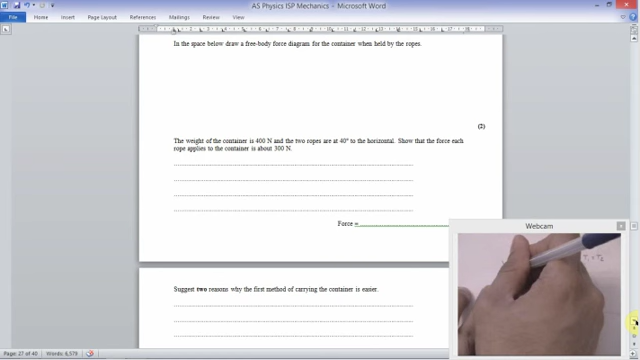 AS Physics ISP Mechanics - Microsoft Word
File Home Insert Page Layout References Mailings Review View
In the space below draw a free-body force diagram for the container when held by the ropes.
(2)
The weight of the container is 400 N and the two ropes are at 40° to the horizontal. Show that the force each
rope applies to the container is about 300 N.
Force =
Webcam
T₁ = T₂
Suggest two reasons why the first method of carrying the container is easier.
Page: 27 of 40 Words: 6,579